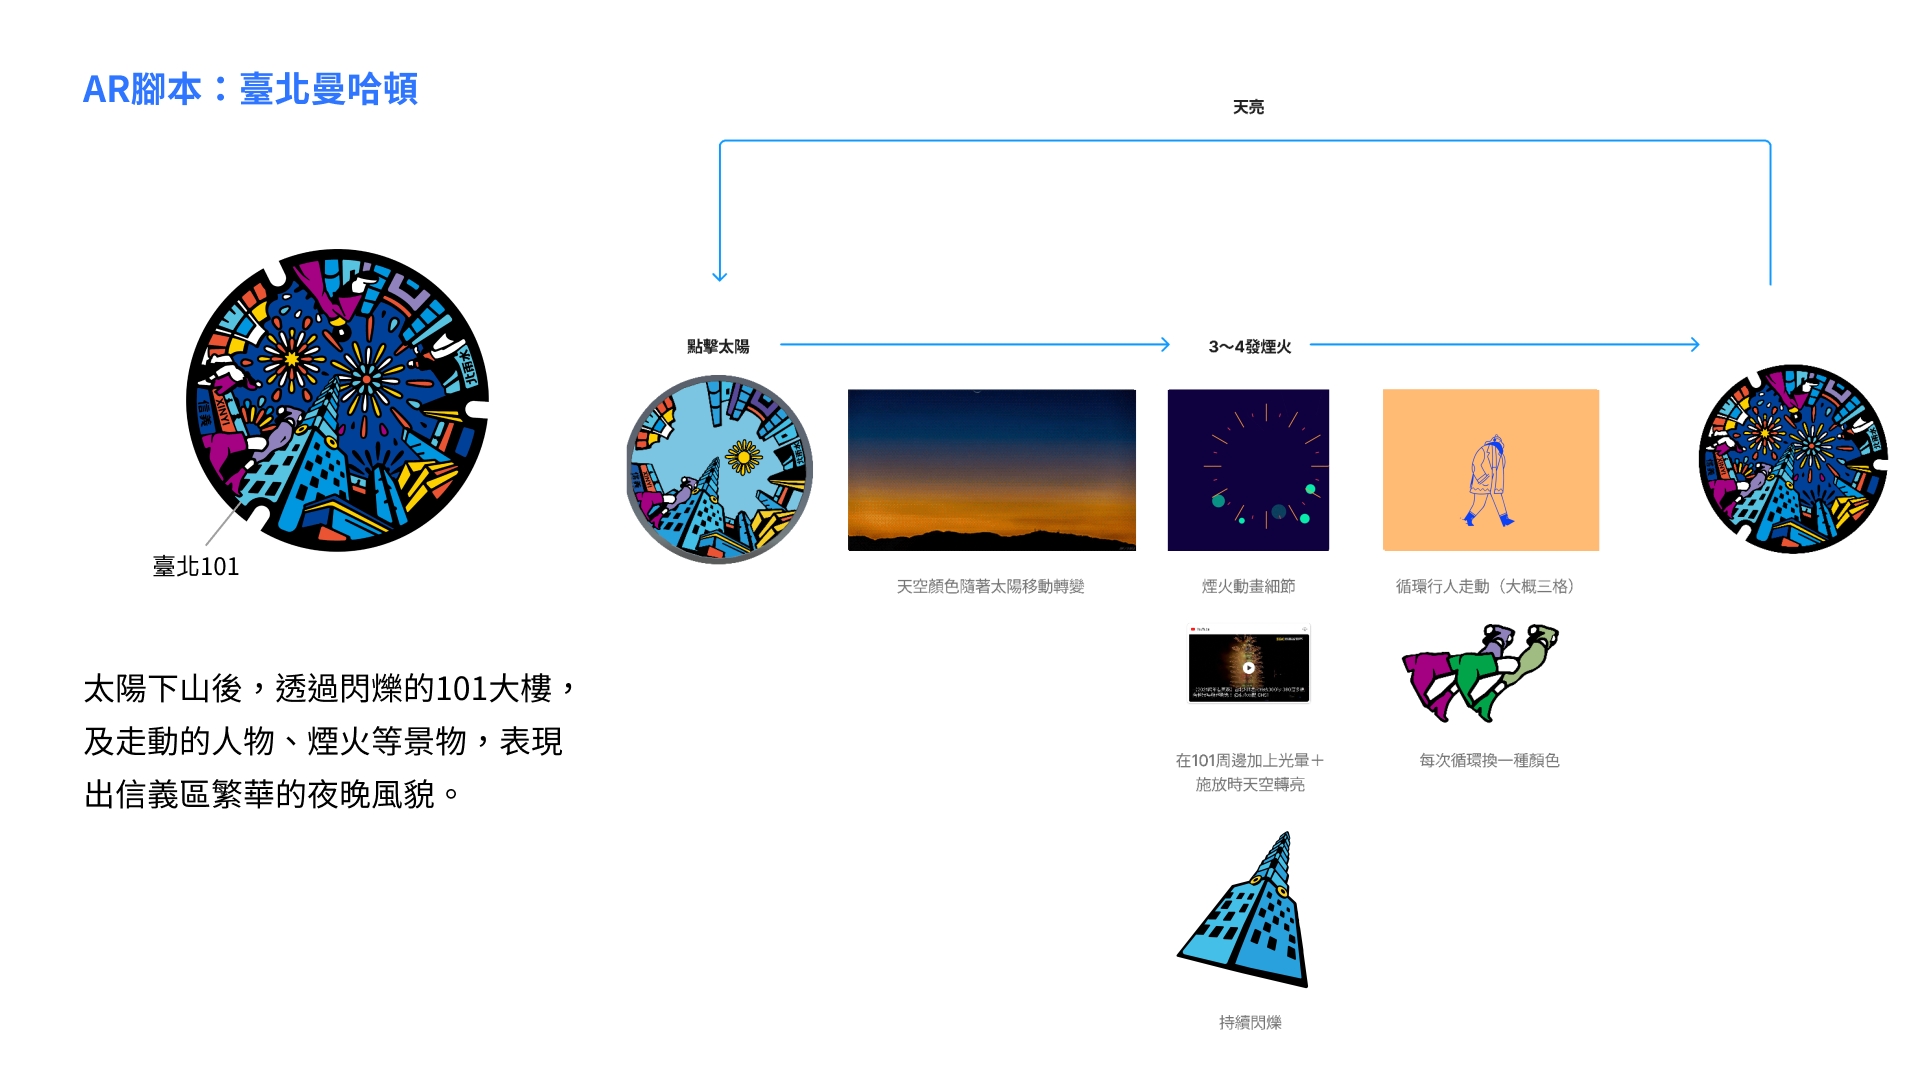 AR腳本：臺北曼哈頓
天亮
點擊太陽
3～4發煙火
信義
XINYI
臺北101
天空顏色隨著太陽移動轉變
煙火動畫細節
循環行人走動（大概三格）
太陽下山後，透過閃爍的101大樓，
及走動的人物、煙火等景物，表現
出信義區繁華的夜晚風貌。
在101周邊加上光暈＋
施放時天空轉亮
每次循環換一種顏色
持續閃爍